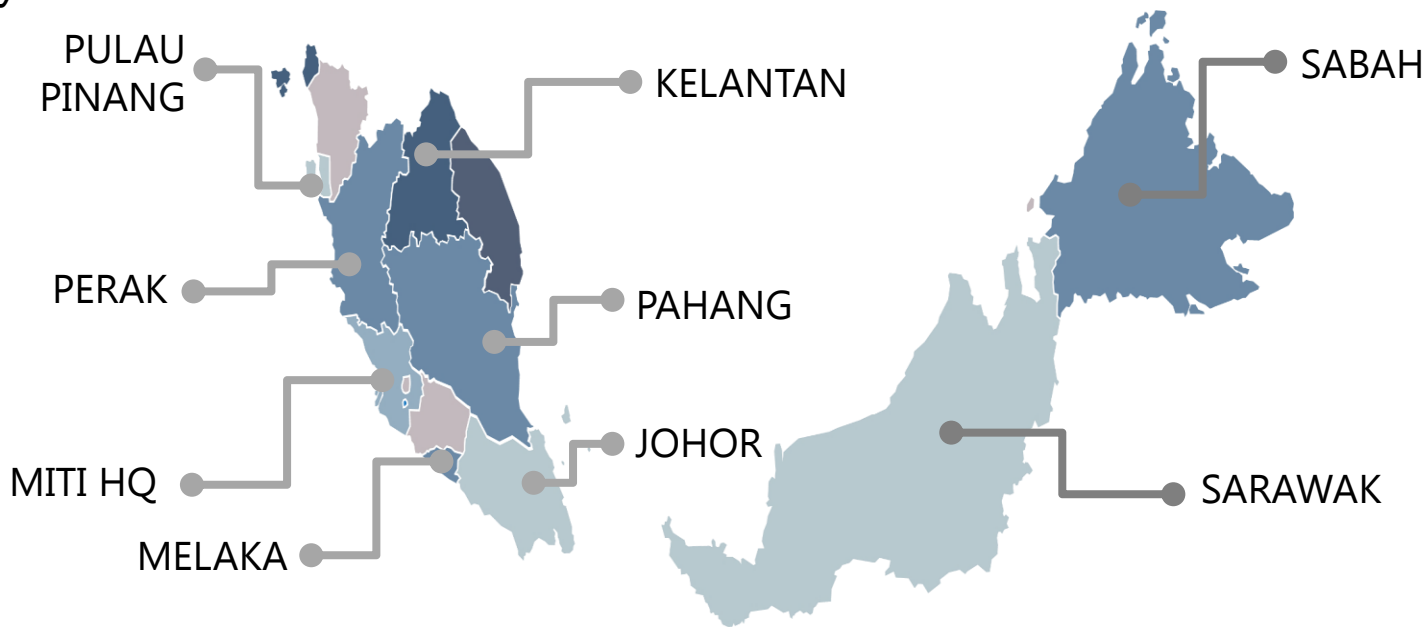 PULAU
PINANG
KELANTAN
SABAH
PERAK
PAHANG
JOHOR
MITI HQ
SARAWAK
MELAKA